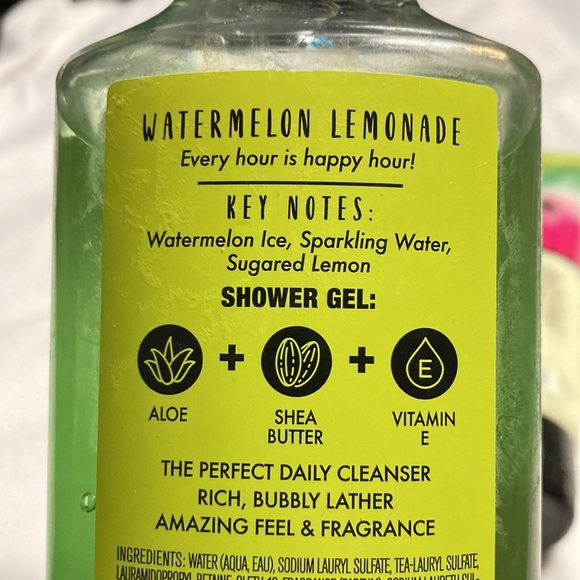 WATERMELON LEMONADE
Every hour is happy hour!
KEY NOTES:
Watermelon Ice, Sparkling Water,
Sugared Lemon
SHOWER GEL:
+ + E
ALOE SHEA BUTTER VITAMIN E
THE PERFECT DAILY CLEANSER
RICH, BUBBLY LATHER
AMAZING FEEL & FRAGRANCE
INGREDIENTS: WATER (AQUA, EAU), SODIUM LAURYL SULFATE, TEA-LAURYL SULFATE,
LAURAMIDOPROPYL BETAINE,